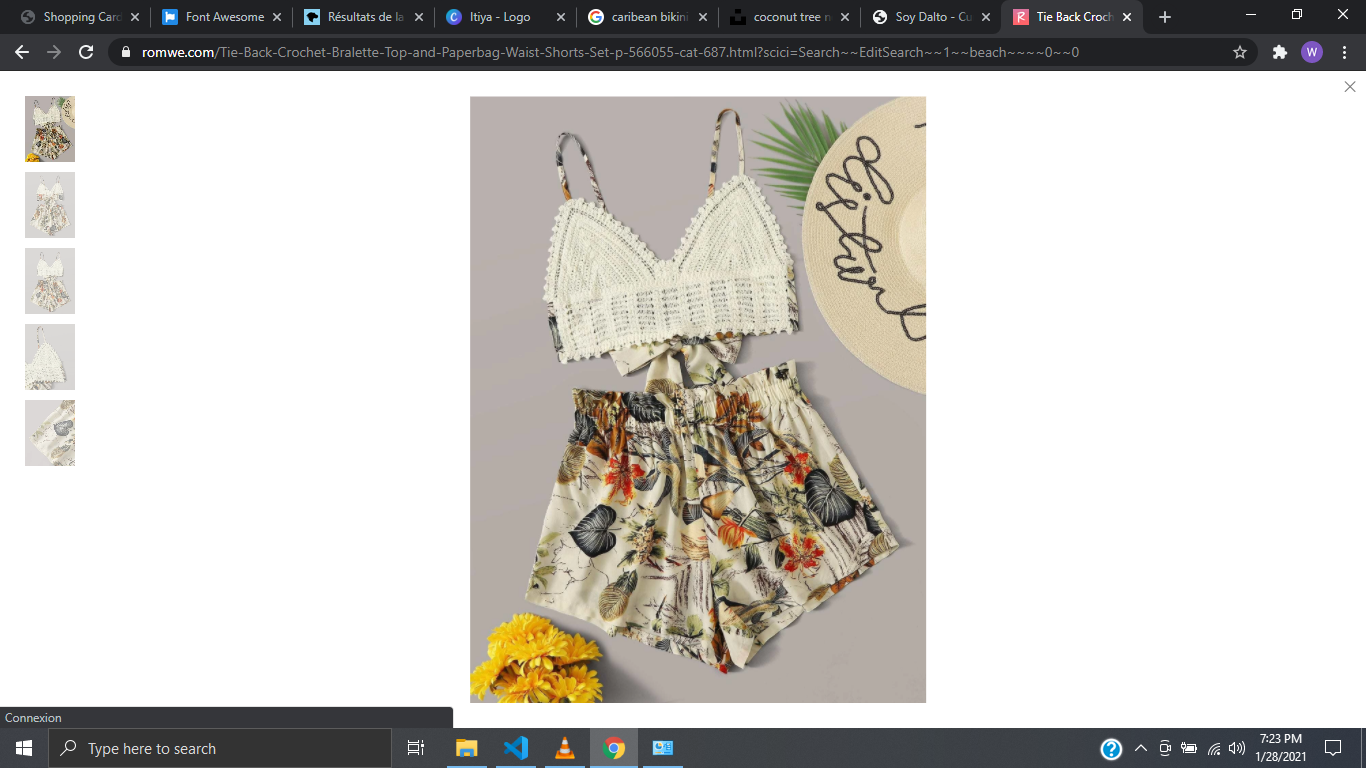 Shopping Card
Font Awesome
Résultats de la
Itiya - Logo
caribean bikini
coconut tree
Soy Dalto - Cu
Tie Back Croch
romwe.com/Tie-Back-Crochet-Bralette-Top-and-Paperbag-Waist-Shorts-Set-p-566055-cat-687.html?scici=Search~~EditSearch~~1~~beach~~~~0~~0
W
Connexion
Type here to search
7:23 PM
1/28/2021